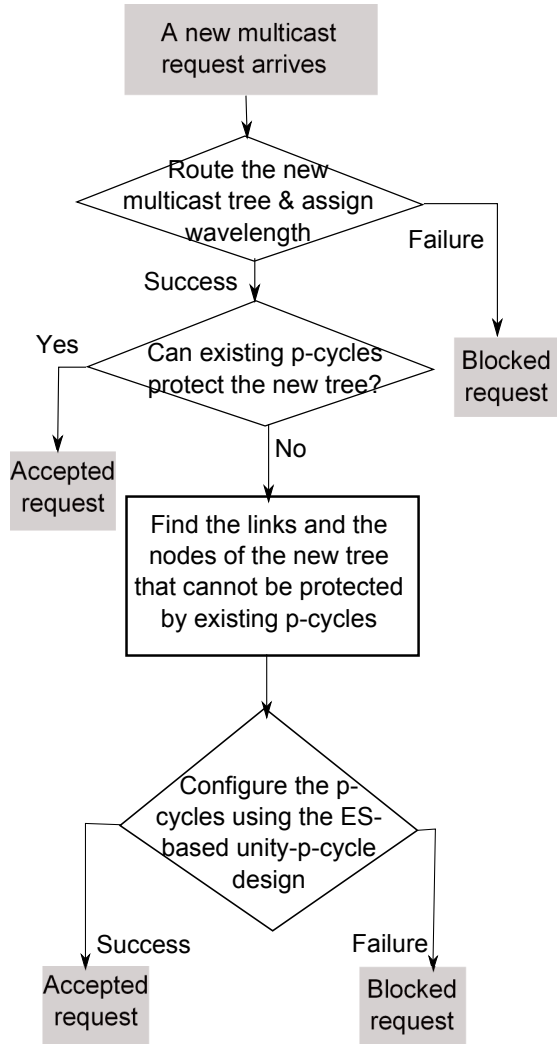 A new multicast
request arrives
Route the new
multicast tree & assign
wavelength
Failure
Success
Yes
Can existing p-cycles
protect the new tree?
Blocked
request
No
Accepted
request
Find the links and the
nodes of the new tree
that cannot be protected
by existing p-cycles
Configure the p-
cycles using the ES-
based unity-p-cycle
design
Success
Failure
Accepted
request
Blocked
request